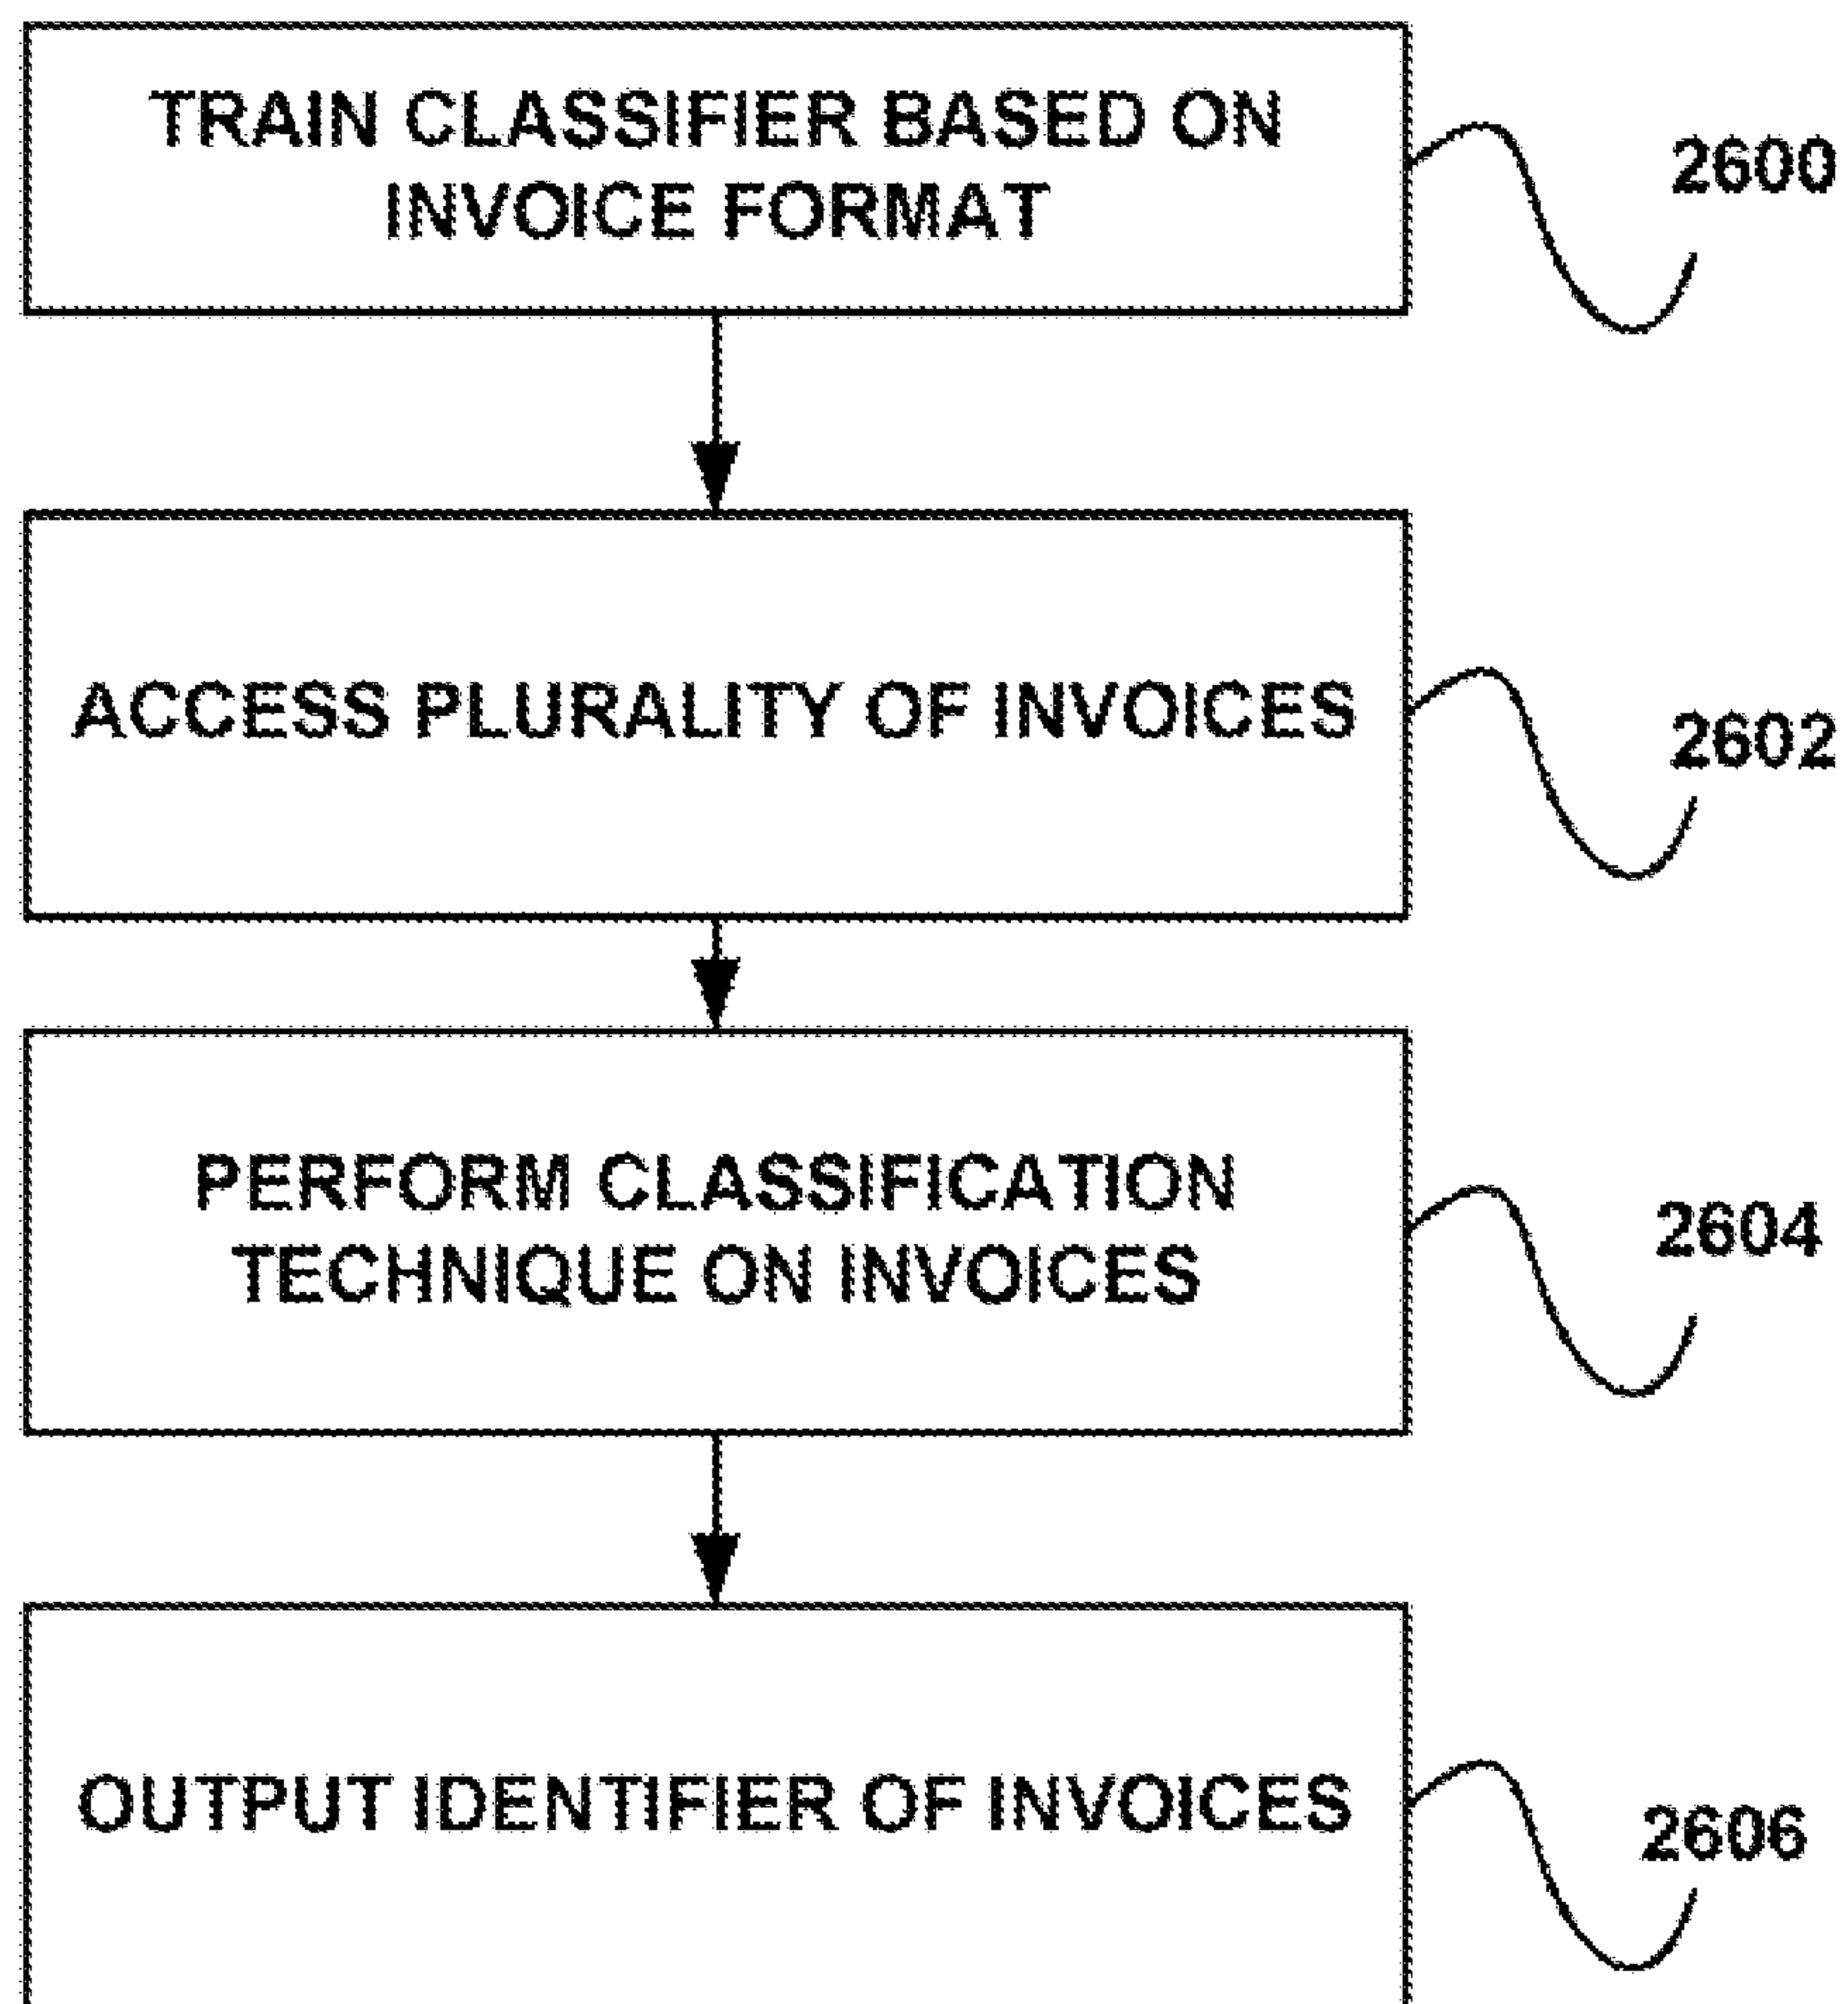 TRAIN CLASSIFIER BASED ON
INVOICE FORMAT
2600
ACCESS PLURALITY OF INVOICES
2602
PERFORM CLASSIFICATION
TECHNIQUE ON INVOICES
2604
OUTPUT IDENTIFIER OF INVOICES
2606